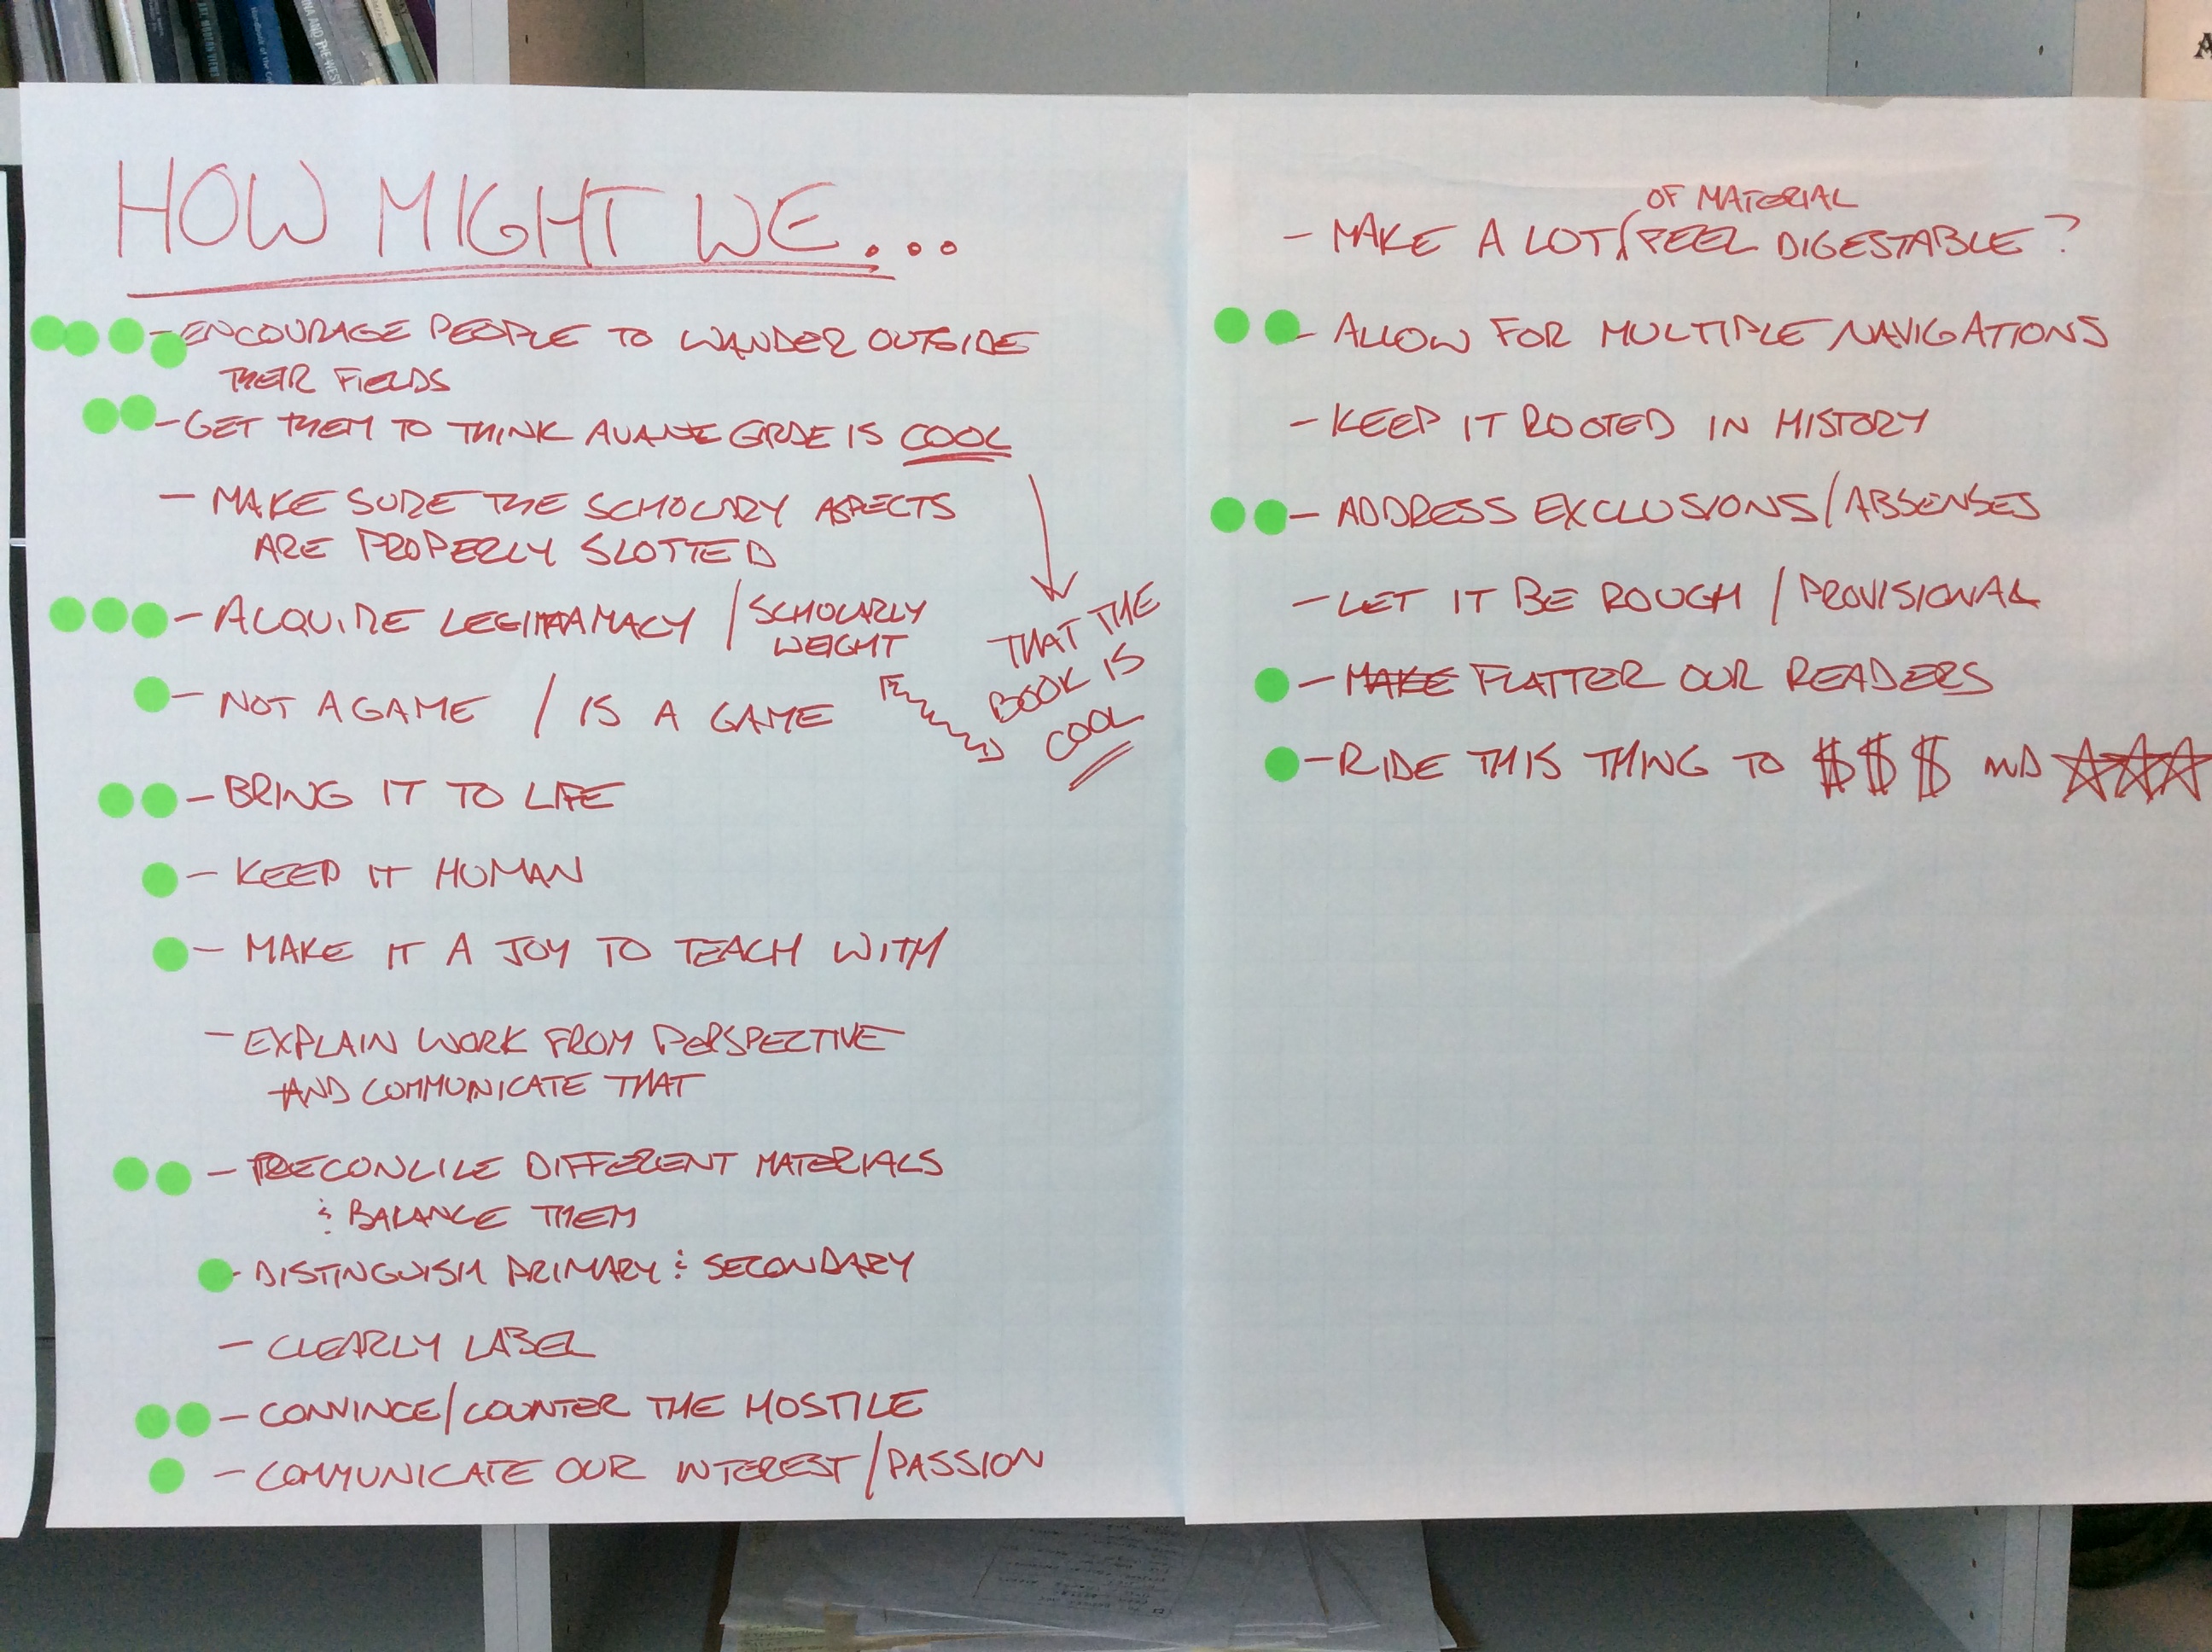 HOW MIGHT WE...
- ENCOURAGE PEOPLE TO WANDER OUTSIDE
THEIR FIELDS
- GET THEM TO THINK AVANT GRDE IS COOL
THAT THE
BOOK IS
COOL
- MAKE SURE THE SCHOLARY ASPECTS
ARE PROPERLY SLOTTED
- ACQUIRE LEGITAMACY / SCHOLARLY
WEIGHT
- NOT A GAME / IS A GAME
- BRING IT TO LIFE
- KEEP IT HUMAN
- MAKE IT A JOY TO TEACH WITH
- EXPLAIN WORK FROM PERSPECTIVE
AND COMMUNICATE THAT
- RECONCILE DIFFERENT MATERIALS
& BALANCE THEM
- DISTINGUISH PRIMARY & SECONDARY
- CLEARLY LABEL
- CONVINCE/COUNTER THE HOSTILE
- COMMUNICATE OUR INTEREST/PASSION
OF MATERIAL
- MAKE A LOT FEEL DIGESTABLE?
- ALLOW FOR MULTIPLE NAVIGATIONS
- KEEP IT ROOTED IN HISTORY
- ADDRESS EXCLUSIONS/ABSENSES
- LET IT BE ROUGH / PROVISIONAL
- MAKE FLATTER OUR READERS
- RIDE THIS THING TO $$$ AND ☆☆☆